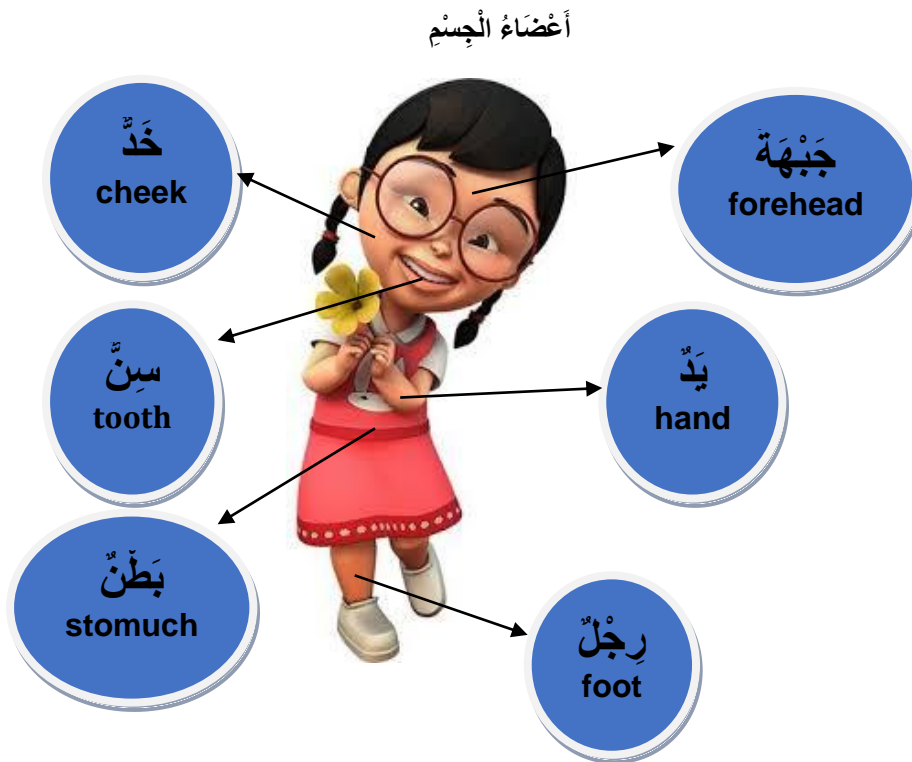 أَعْضَاءُ الْجِسْمِ
خَدٌّ
cheek
جَبْهَةٌ
forehead
سِنٌّ
tooth
يَدٌ
hand
بَطْنٌ
stomuch
رِجْلٌ
foot